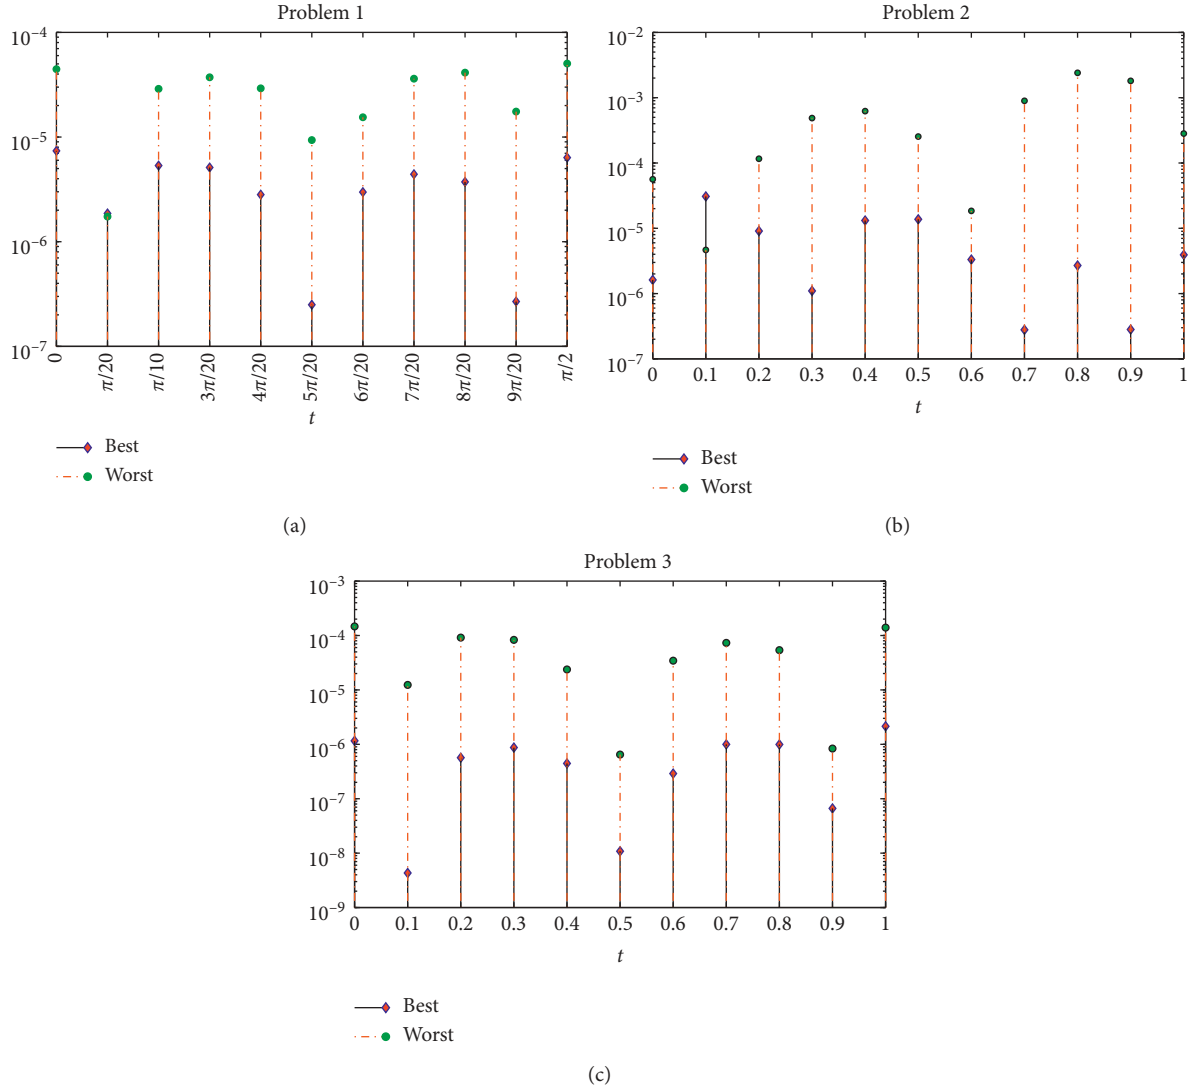 Problem 1
10⁻⁴
10⁻⁵
10⁻⁶
10⁻⁷
0
π/20
π/10
3π/20
4π/20
5π/20
6π/20
7π/20
8π/20
9π/20
π/2
t
Best
Worst
(a)
Problem 2
10⁻²
10⁻³
10⁻⁴
10⁻⁵
10⁻⁶
10⁻⁷
0 0.1 0.2 0.3 0.4 0.5 0.6 0.7 0.8 0.9 1
t
Best
Worst
(b)
Problem 3
10⁻³
10⁻⁴
10⁻⁵
10⁻⁶
10⁻⁷
10⁻⁸
10⁻⁹
0 0.1 0.2 0.3 0.4 0.5 0.6 0.7 0.8 0.9 1
t
Best
Worst
(c)